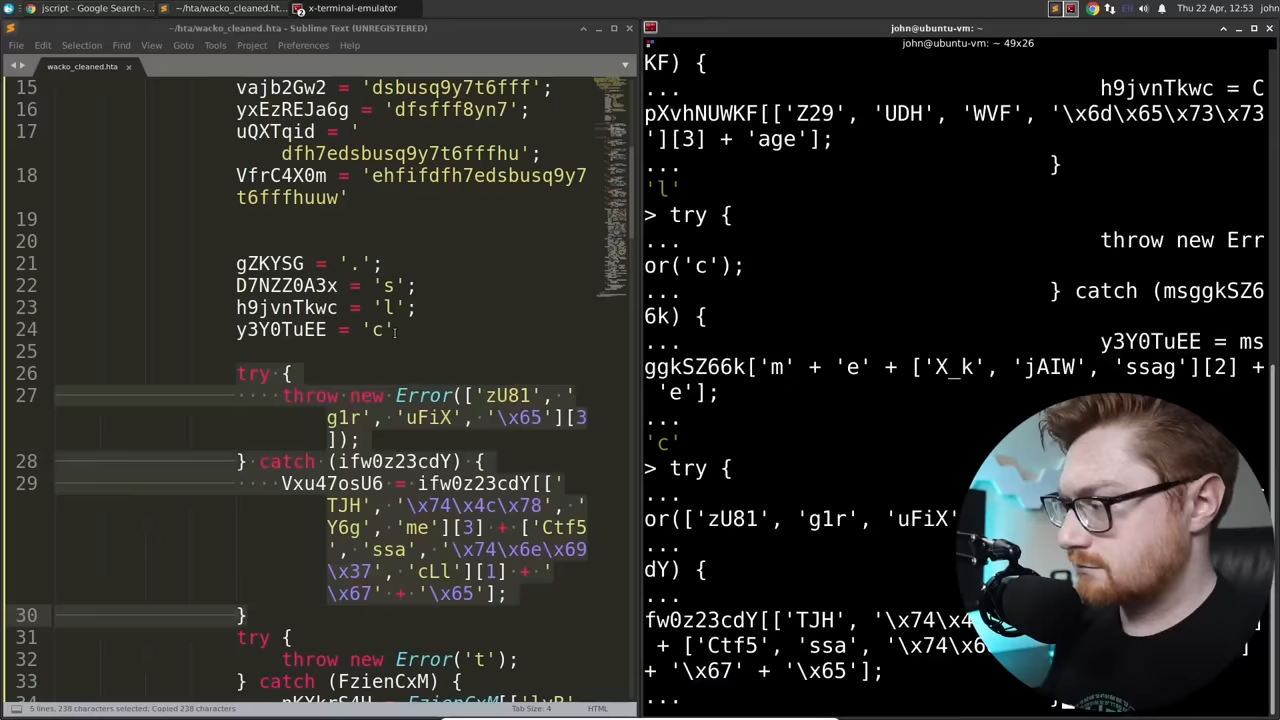 jscript - Google Search -...
~/hta/wacko_cleaned.ht...
x-terminal-emulator
EN
Thu 22 Apr, 12:53
john
~/hta/wacko_cleaned.hta - Sublime Text (UNREGISTERED)
File Edit Selection Find View Goto Tools Project Preferences Help
wacko_cleaned.hta
15 vajb2Gw2 = 'dsbusq9y7t6fff';
16 yxEzREJa6g = 'dfsfff8yn7';
17 uQXTqid = '
dfh7edsbusq9y7t6fffhu';
18 VfrC4X0m = 'ehfifdfh7edsbusq9y7
t6fffhuuw'
19
20
21 gZKYSG = '.';
22 D7NZZ0A3x = 's';
23 h9jvnTkwc = 'l';
24 y3Y0TuEE = 'c'
25
26 try {
27 throw new Error(['zU81', '
g1r', 'uFiX', '\x65'][3
]);
28 } catch (ifw0z23cdY) {
29 Vxu47osU6 = ifw0z23cdY[['
TJH', '\x74\x4c\x78', '
Y6g', 'me'][3] + ['Ctf5
', 'ssa', '\x74\x6e\x69
\x37', 'cLl'][1] + '
\x67' + '\x65'];
30 }
31 try {
32 throw new Error('t');
33 } catch (FzienCxM) {
5 lines, 238 characters selected; Copied 238 characters
Tab Size: 4
HTML
john@ubuntu-vm: ~
john@ubuntu-vm: ~ 49x26
KF) {
... h9jvnTkwc = C
pXvhNUWKF[['Z29', 'UDH', 'WVF', '\x6d\x65\x73\x73
'][3] + 'age'];
... }
'l'
> try {
... throw new Err
or('c');
... } catch (msggkSZ6
6k) {
... y3Y0TuEE = ms
ggkSZ66k['m' + 'e' + ['X_k', 'jAIW', 'ssag'][2] +
'e'];
...
'c'
> try {
...
or(['zU81', 'g1r', 'uFiX'
...
dY) {
...
fw0z23cdY[['TJH', '\x74\x4
+ ['Ctf5', 'ssa', '\x74\x6
+ '\x67' + '\x65'];
...